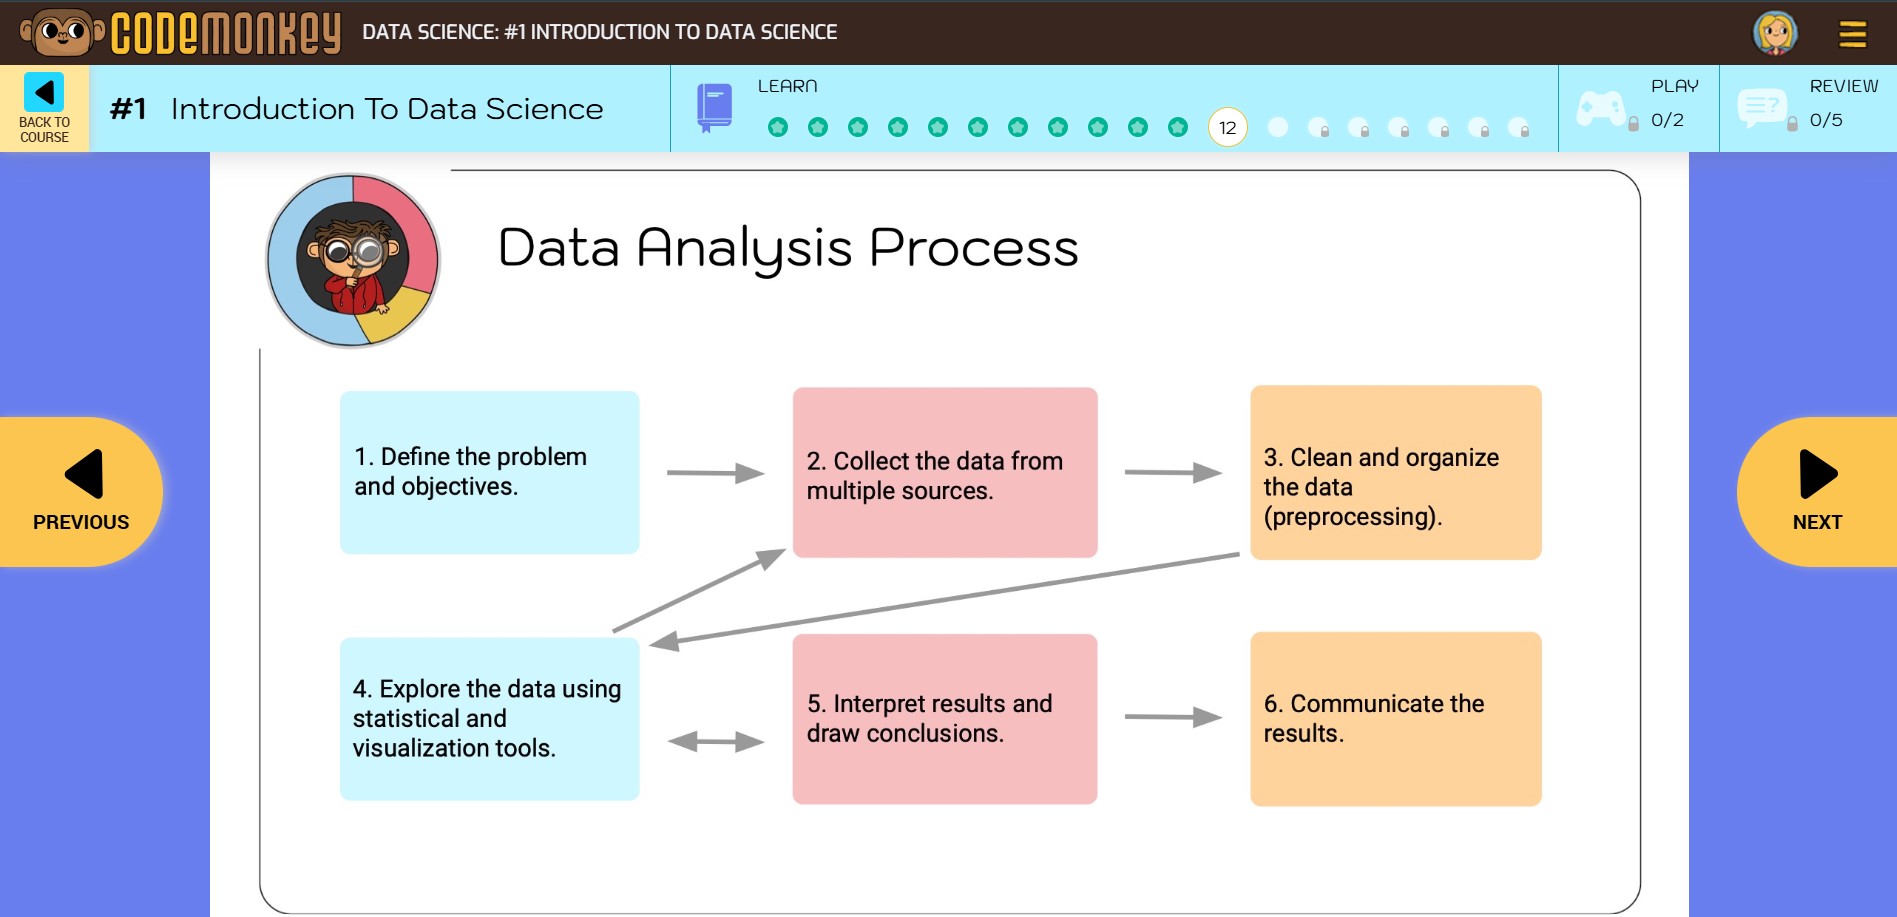 CODEMONKEY
DATA SCIENCE: #1 INTRODUCTION TO DATA SCIENCE
BACK TO
COURSE
#1 Introduction To Data Science
LEARN
12
PLAY
0/2
REVIEW
0/5
Data Analysis Process
1. Define the problem
and objectives.
2. Collect the data from
multiple sources.
3. Clean and organize
the data
(preprocessing).
PREVIOUS
NEXT
4. Explore the data using
statistical and
visualization tools.
5. Interpret results and
draw conclusions.
6. Communicate the
results.